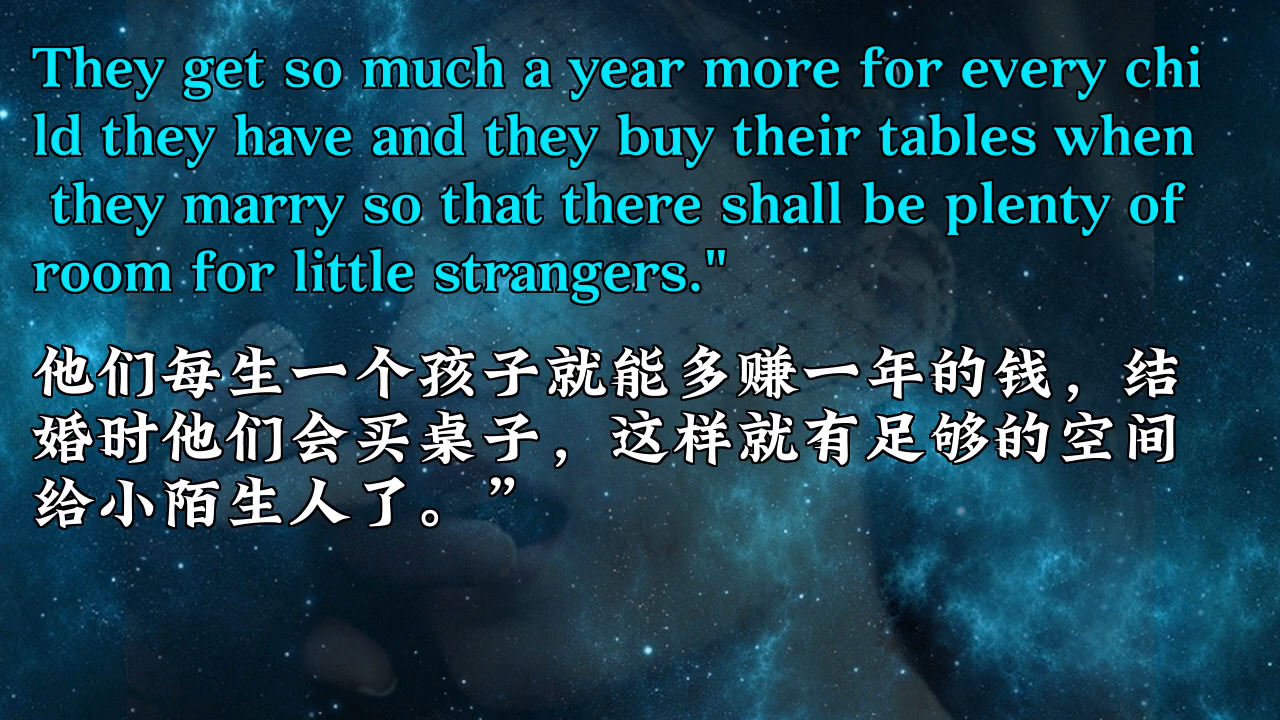 They get so much a year more for every chi
ld they have and they buy their tables when
they marry so that there shall be plenty of
room for little strangers."
他们每生一个孩子就能多赚一年的钱，结
婚时他们会买桌子，这样就有足够的空间
给小陌生人了。”